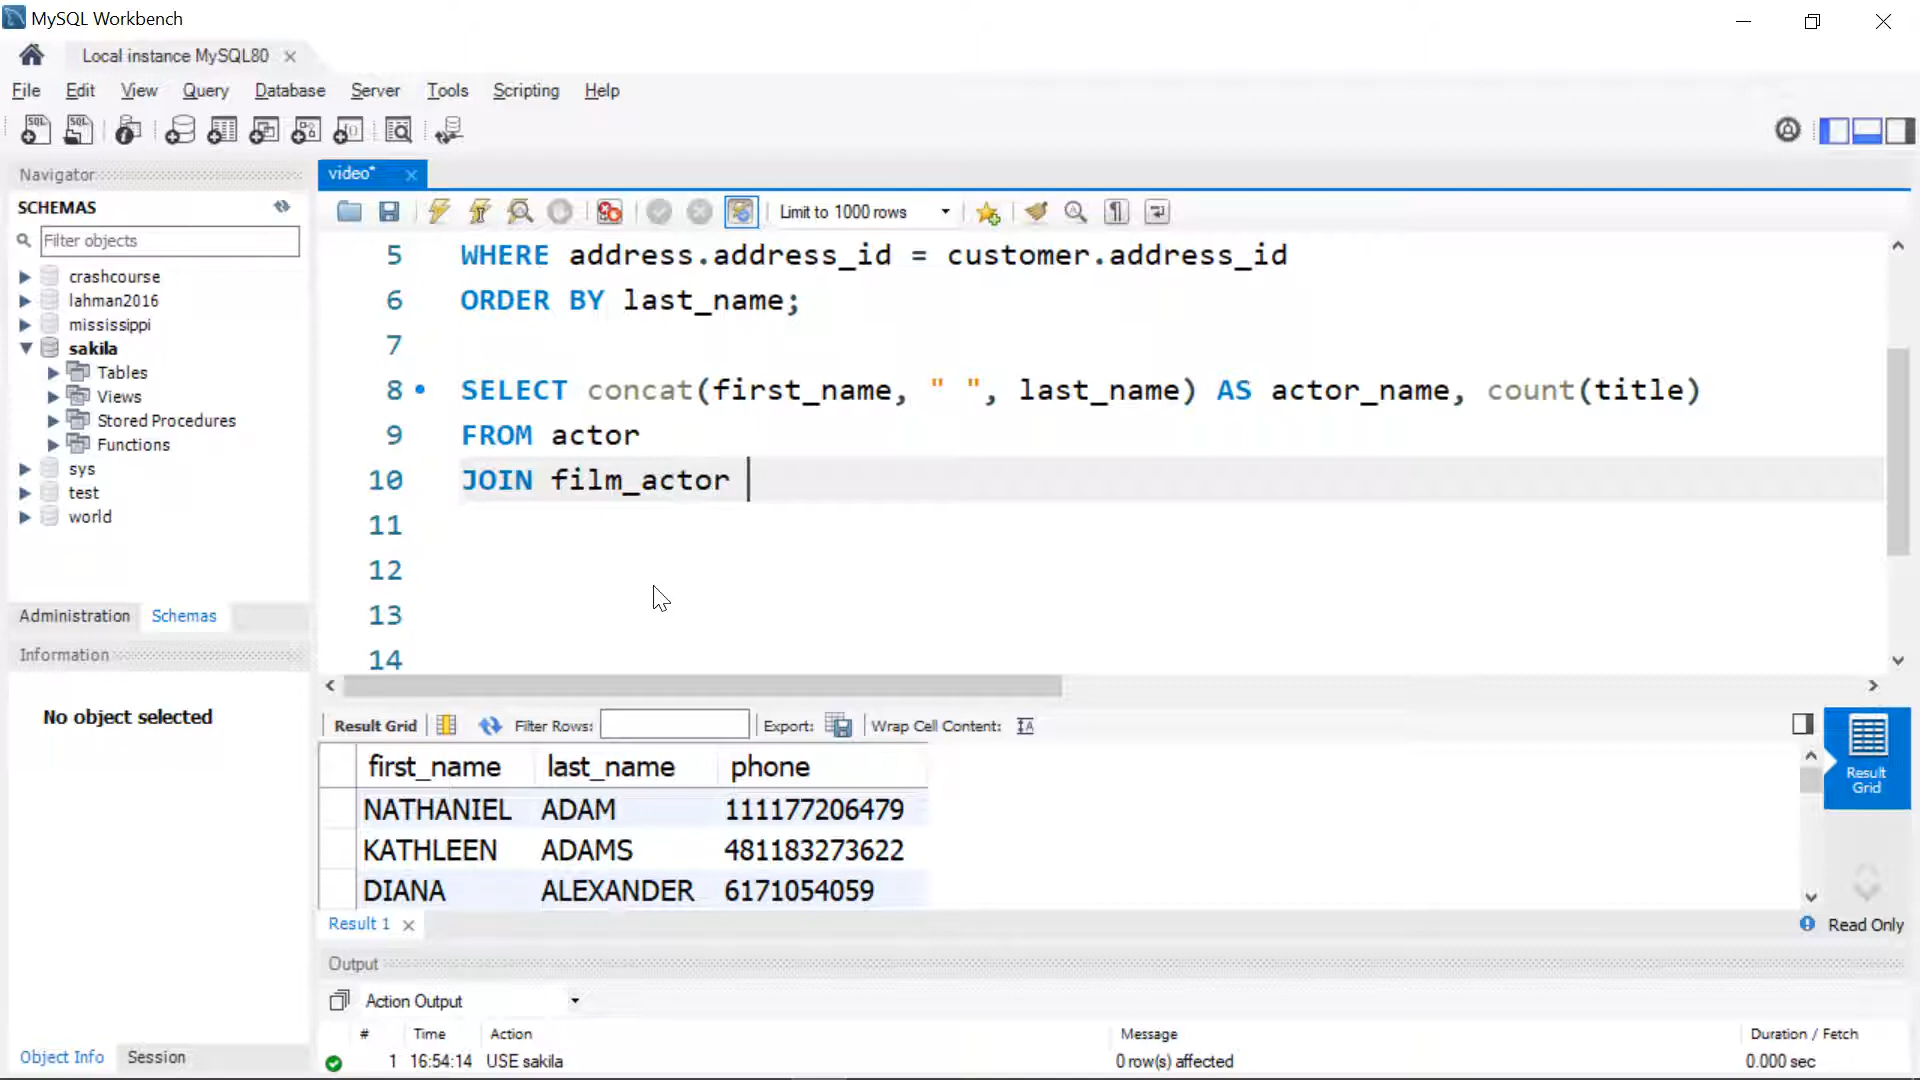 MySQL Workbench
Local instance MySQL80
File Edit View Query Database Server Tools Scripting Help
SQL SQL
Navigator
SCHEMAS
Filter objects
crashcourse
lahman2016
mississippi
sakila
Tables
Views
Stored Procedures
Functions
sys
test
world
Administration Schemas
Information
No object selected
Object Info Session
video*
Limit to 1000 rows
5 WHERE address.address_id = customer.address_id
6 ORDER BY last_name;
7
8 SELECT concat(first_name, " ", last_name) AS actor_name, count(title)
9 FROM actor
10 JOIN film_actor
11
12
13
14
Result Grid Filter Rows: Export: Wrap Cell Content: IA
first_name last_name phone
NATHANIEL ADAM 111177206479
KATHLEEN ADAMS 481183273622
DIANA ALEXANDER 6171054059
Result
Grid
Result 1 Read Only
Output
Action Output
# Time Action Message Duration / Fetch
1 16:54:14 USE sakila 0 row(s) affected 0.000 sec